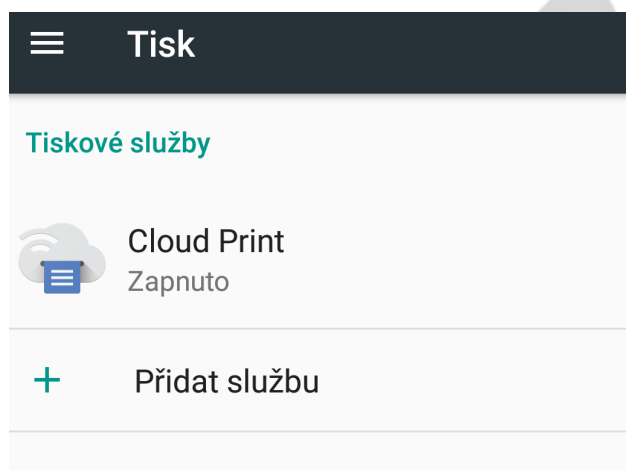 Tisk
Tiskové služby
Cloud Print
Zapnuto
Přidat službu